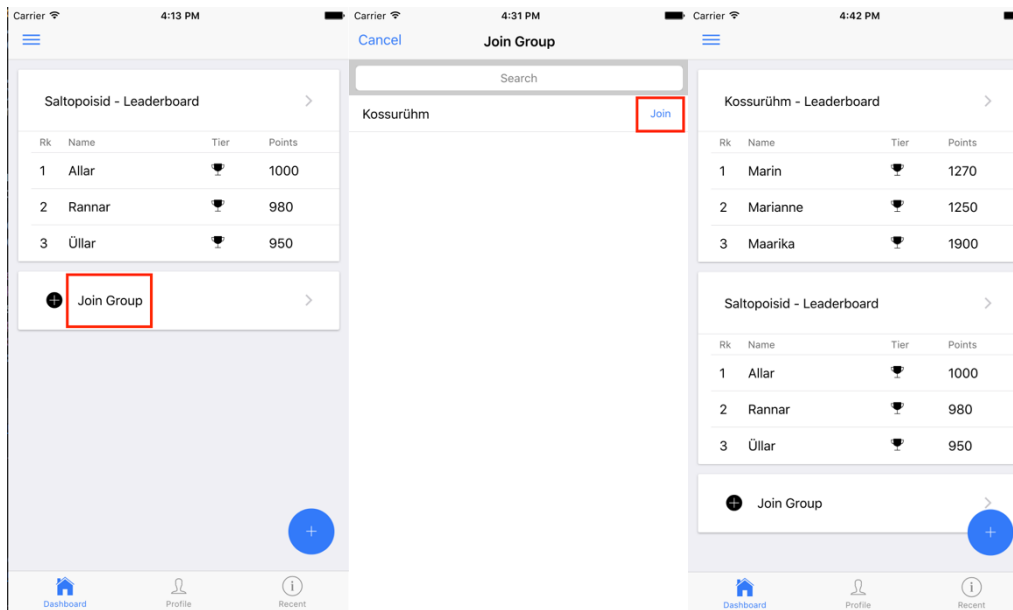 Carrier 4:13 PM
Saltopoisid - Leaderboard
Rk Name Tier Points
1 Allar 1000
2 Rannar 980
3 Üllar 950
Join Group
+
Dashboard Profile Recent
Carrier 4:31 PM
Cancel Join Group
Search
Kossurühm Join
Carrier 4:42 PM
Kossurühm - Leaderboard
Rk Name Tier Points
1 Marin 1270
2 Marianne 1250
3 Maarika 1900
Saltopoisid - Leaderboard
Rk Name Tier Points
1 Allar 1000
2 Rannar 980
3 Üllar 950
Join Group
+
Dashboard Profile Recent